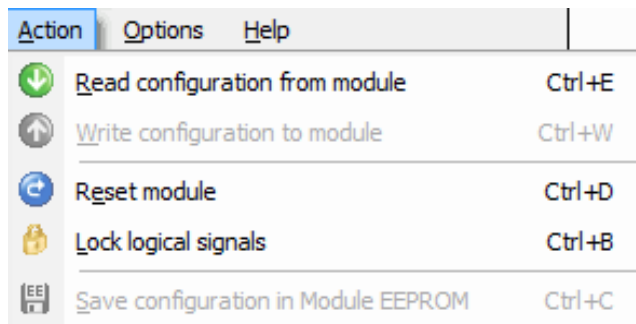 Action Options Help
Read configuration from module Ctrl+E
Write configuration to module Ctrl+W
Reset module Ctrl+D
Lock logical signals Ctrl+B
EE Save configuration in Module EEPROM Ctrl+C